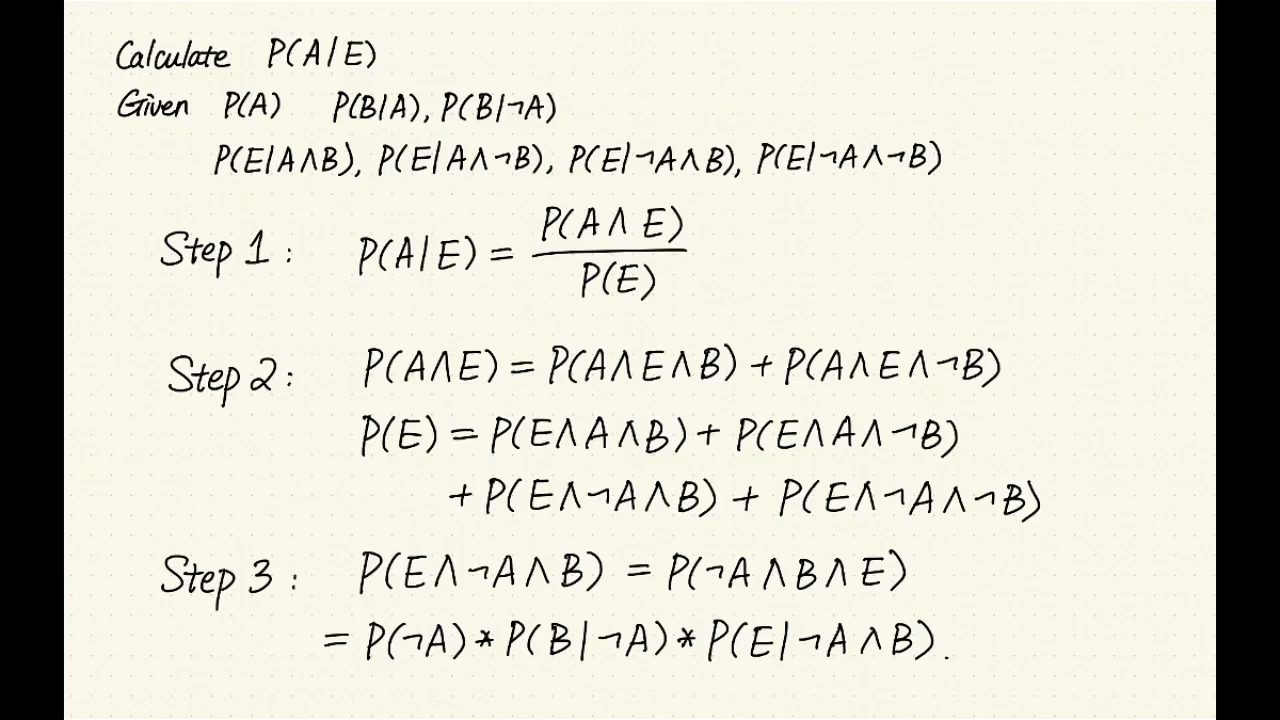 Calculate P(A|E)
Given P(A) P(B|A), P(B|¬A)
P(E|A∧B), P(E|A∧¬B), P(E|¬A∧B), P(E|¬A∧¬B)
Step 1: P(A|E) = P(A∧E)
P(E)
Step 2: P(A∧E) = P(A∧E∧B) + P(A∧E∧¬B)
P(E) = P(E∧A∧B) + P(E∧A∧¬B)
+ P(E∧¬A∧B) + P(E∧¬A∧¬B)
Step 3: P(E∧¬A∧B) = P(¬A∧B∧E)
= P(¬A) * P(B|¬A) * P(E|¬A∧B).